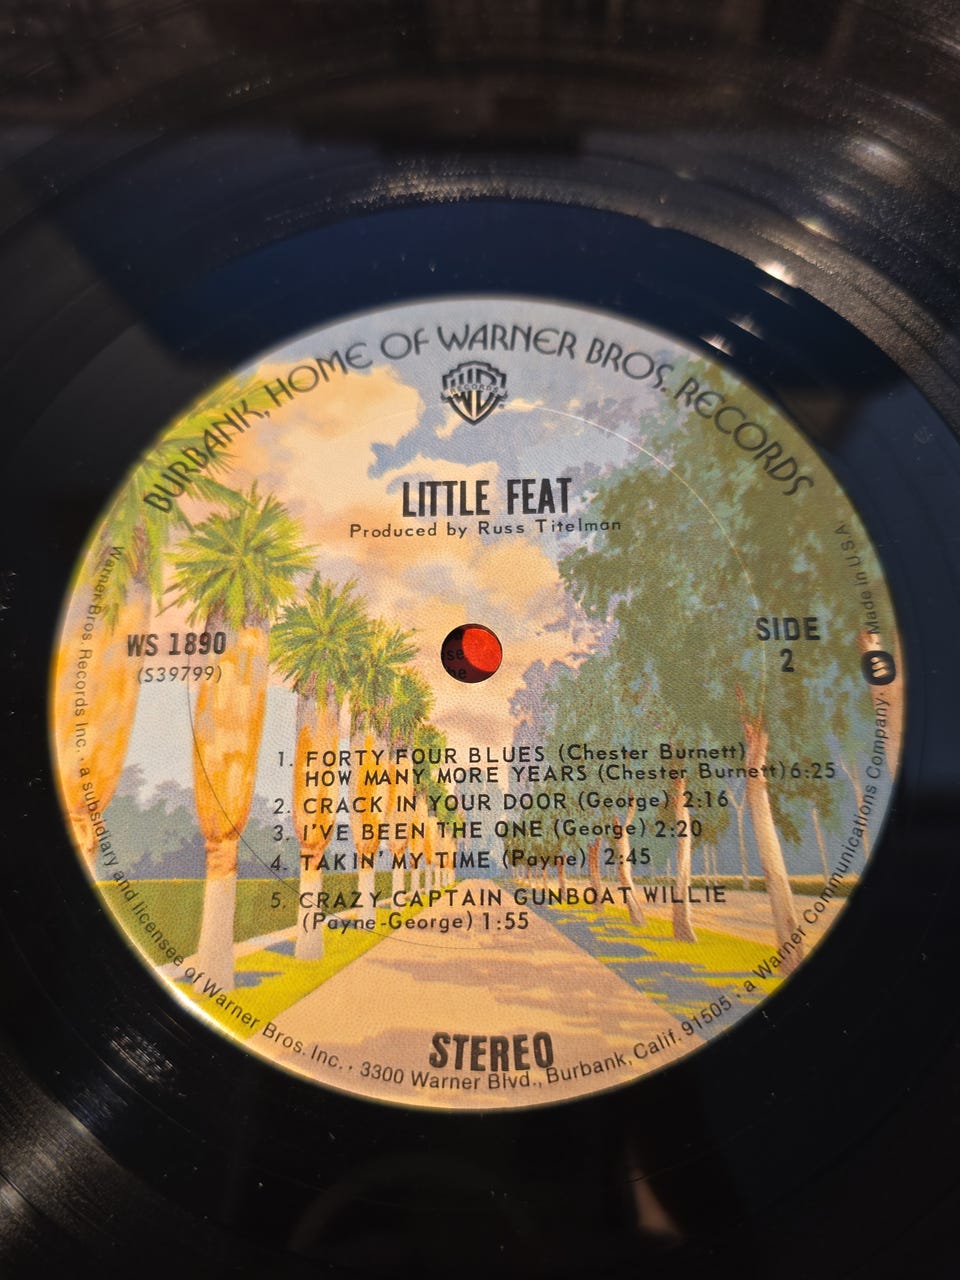 BURBANK, HOME OF WARNER BROS. RECORDS
RECORDS
LITTLE FEAT
Produced by Russ Titelman
WS 1890
(S39799)
SIDE
2
1. FORTY FOUR BLUES (Chester Burnett)
HOW MANY MORE YEARS (Chester Burnett) 6:25
2. CRACK IN YOUR DOOR (George) 2:16
3. I'VE BEEN THE ONE (George) 2:20
4. TAKIN' MY TIME (Payne) 2:45
5. CRAZY CAPTAIN GUNBOAT WILLIE
(Payne-George) 1:55
STEREO
Warner Bros. Records Inc. · a subsidiary and licensee of Warner Bros. Inc. · 3300 Warner Blvd., Burbank, Calif. 91505 · a Warner Communications Company · Made in U.S.A.